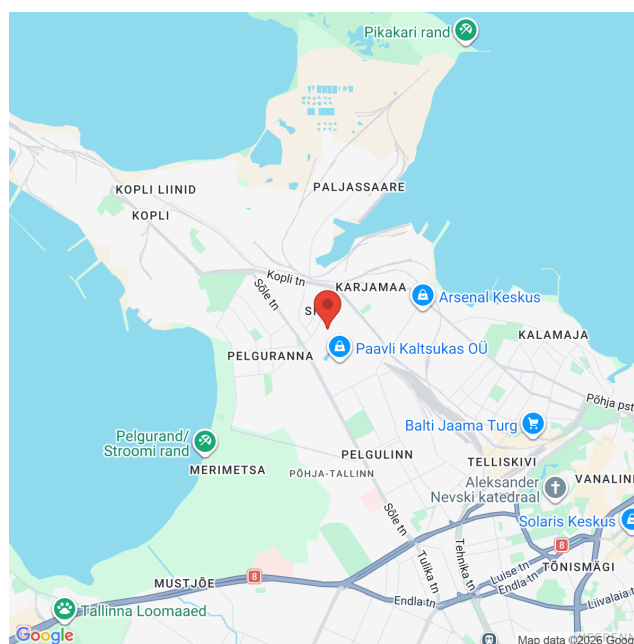 Pikakari rand
KOPLI LIINID
PALJASSAARE
KOPLI
Kopli tn
Sõle tn
KARJAMAA
Arsenal Keskus
KALAMAJA
Paavli Kaltsukas OÜ
PELGURANNA
Põhja pst
Balti Jaama Turg
Pelgurand/
Stroomi rand
MERIMETSA
PELGULINN
PÕHJA-TALLINN
TELLISKIVI
Aleksander
Nevski katedraal
VANALINN
Sõle tn
Solaris Keskus
8
TÕNISMÄGI
Tulika tn
Tehnika tn
Luise tn
Endla tn
8
MUSTJÕE
Endla tn
Liivalaia tn
Tallinna Loomaaed
Google
Map data ©2026 Goog